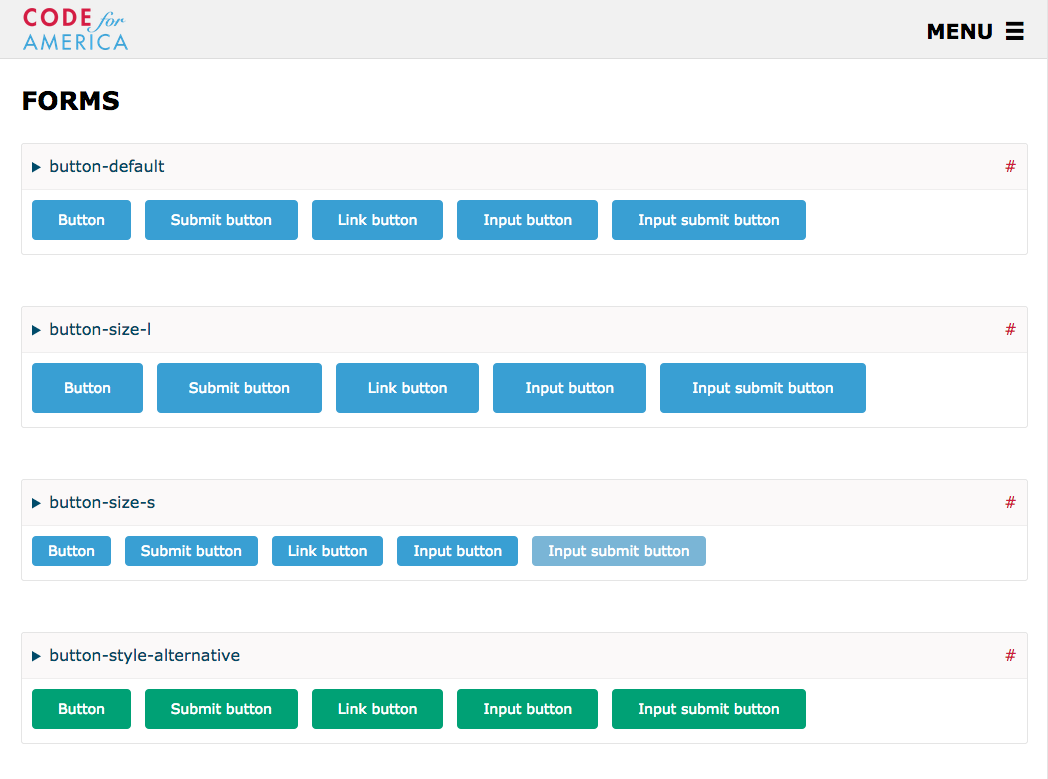 CODE for
AMERICA
MENU
FORMS
button-default #
Button Submit button Link button Input button Input submit button
button-size-l #
Button Submit button Link button Input button Input submit button
button-size-s #
Button Submit button Link button Input button Input submit button
button-style-alternative #
Button Submit button Link button Input button Input submit button